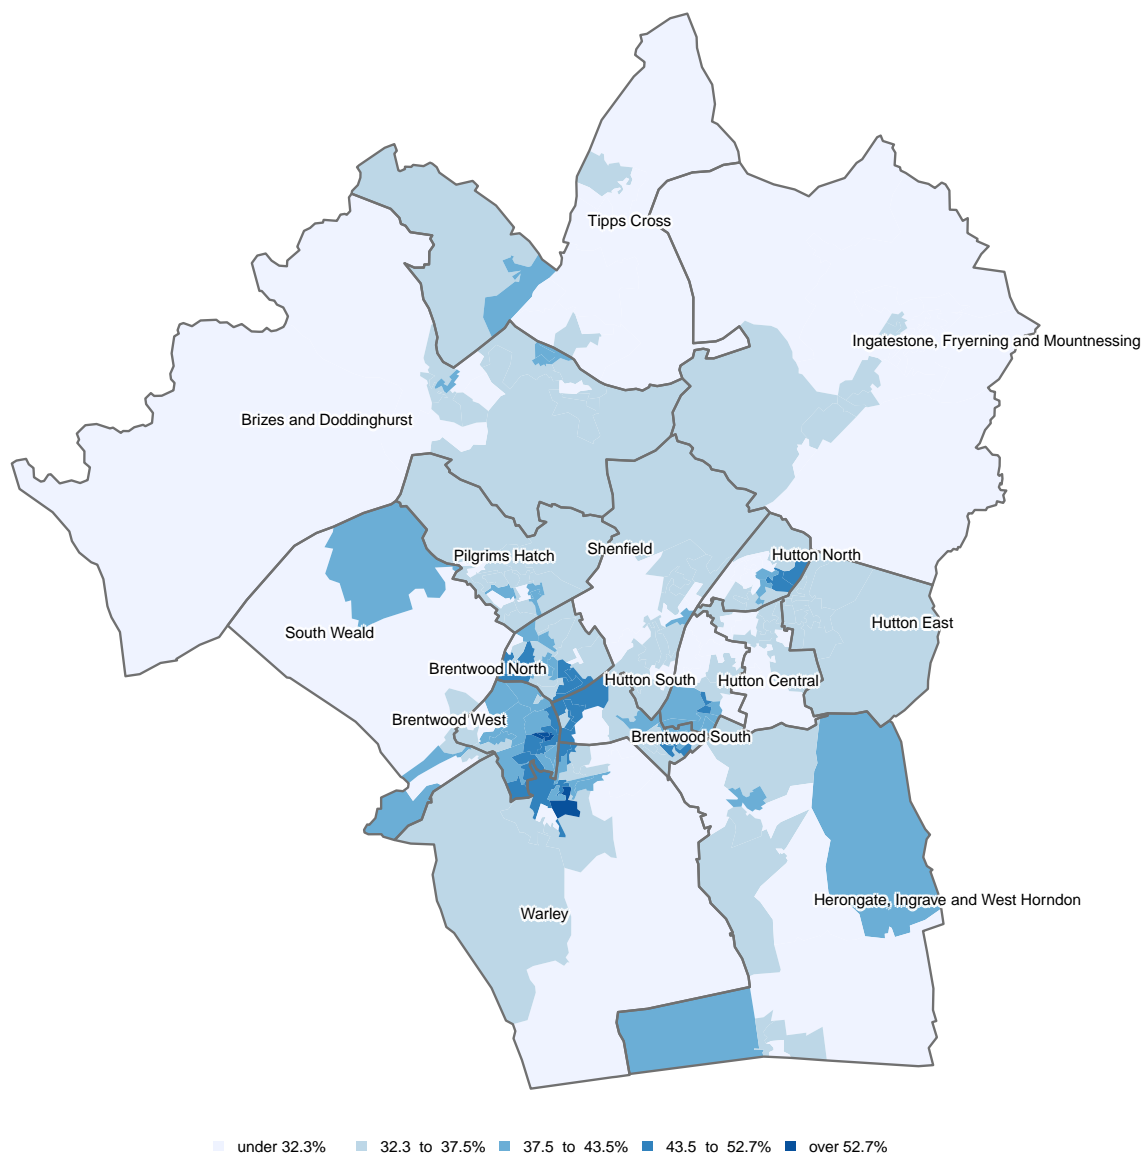 Tipps Cross
Ingatestone, Fryerning and Mountnessing
Brizes and Doddinghurst
Shenfield
Hutton North
Pilgrims Hatch
Hutton East
South Weald
Brentwood North
Hutton South
Hutton Central
Brentwood West
Brentwood South
Herongate, Ingrave and West Horndon
Warley
under 32.3%
32.3 to 37.5%
37.5 to 43.5%
43.5 to 52.7%
over 52.7%